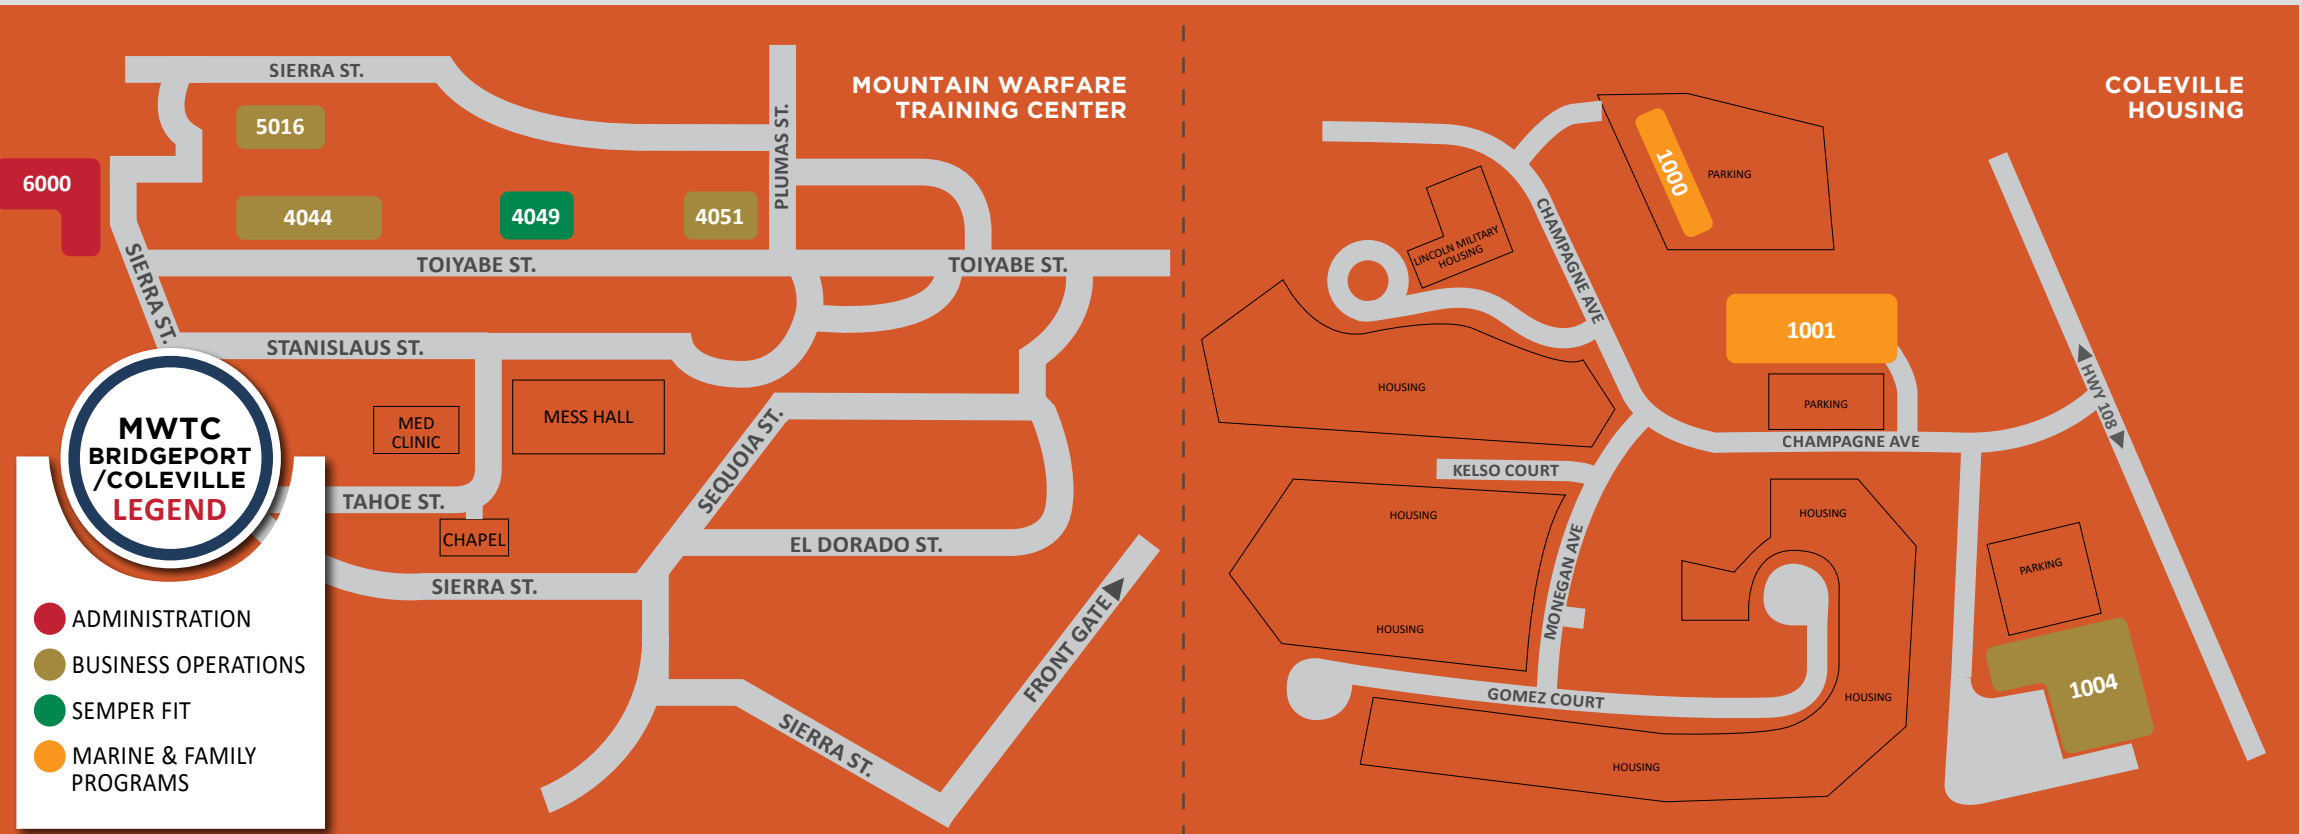 SIERRA ST.
MOUNTAIN WARFARE
TRAINING CENTER
PLUMAS ST.
5016
6000
4044
4049
4051
SIERRA ST.
TOIYABE ST.
TOIYABE ST.
STANISLAUS ST.
MED
CLINIC
MESS HALL
SEQUOIA ST.
TAHOE ST.
CHAPEL
EL DORADO ST.
SIERRA ST.
FRONT GATE
SIERRA ST.
MWTC
BRIDGEPORT
/COLEVILLE
LEGEND
ADMINISTRATION
BUSINESS OPERATIONS
SEMPER FIT
MARINE & FAMILY
PROGRAMS
COLEVILLE
HOUSING
1000
PARKING
CHAMPAGNE AVE
LINCOLN MILITARY
HOUSING
1001
HOUSING
PARKING
HWY 108
CHAMPAGNE AVE
KELSO COURT
HOUSING
HOUSING
MONEGAN AVE
PARKING
HOUSING
1004
GOMEZ COURT
HOUSING
HOUSING